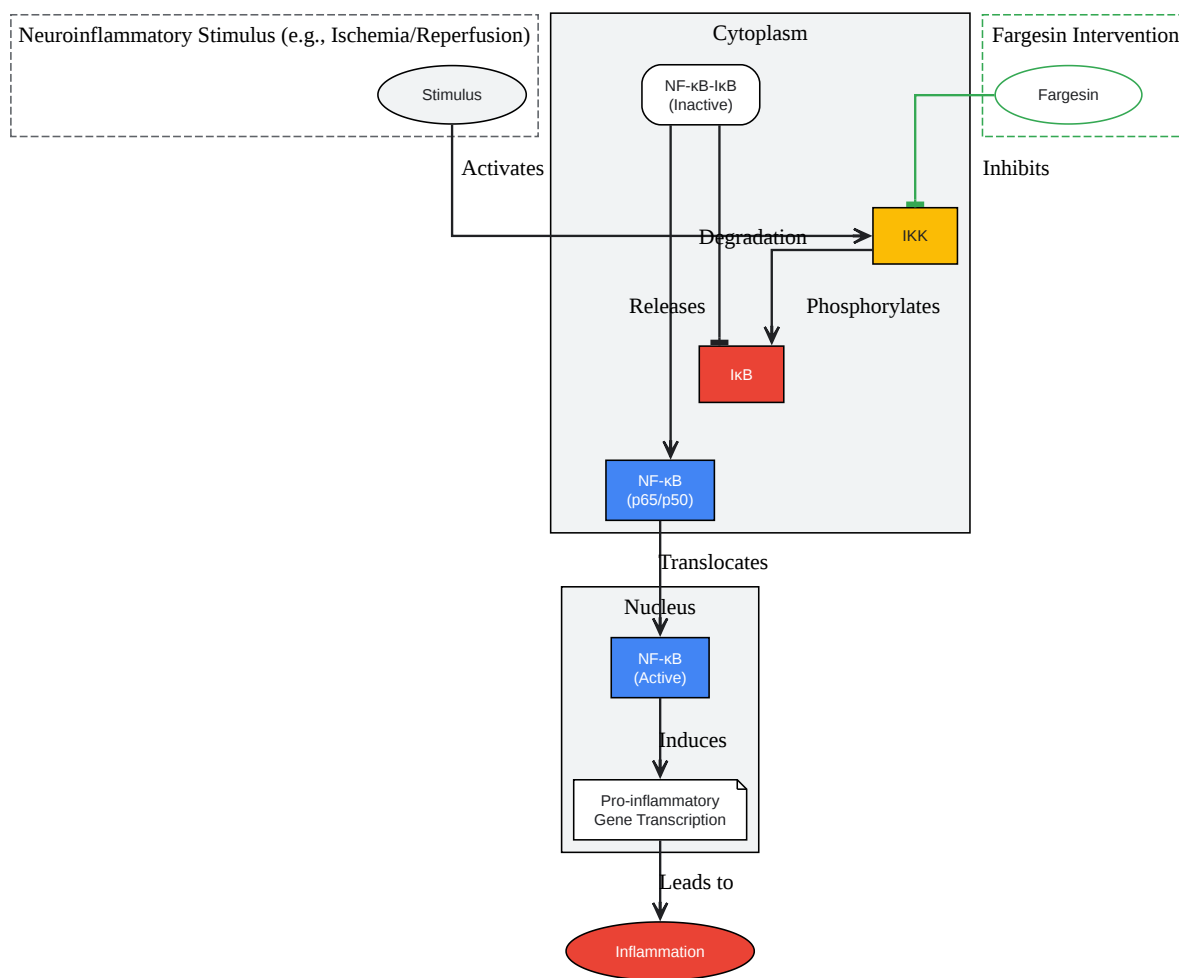 Neuroinflammatory Stimulus (e.g., Ischemia/Reperfusion)
Stimulus
Cytoplasm
NF-κB-IκB
(Inactive)
Fargesin Intervention
Fargesin
Activates
Inhibits
Degradation
IKK
Releases
Phosphorylates
IκB
NF-κB
(p65/p50)
Translocates
Nucleus
NF-κB
(Active)
Induces
Pro-inflammatory
Gene Transcription
Leads to
Inflammation